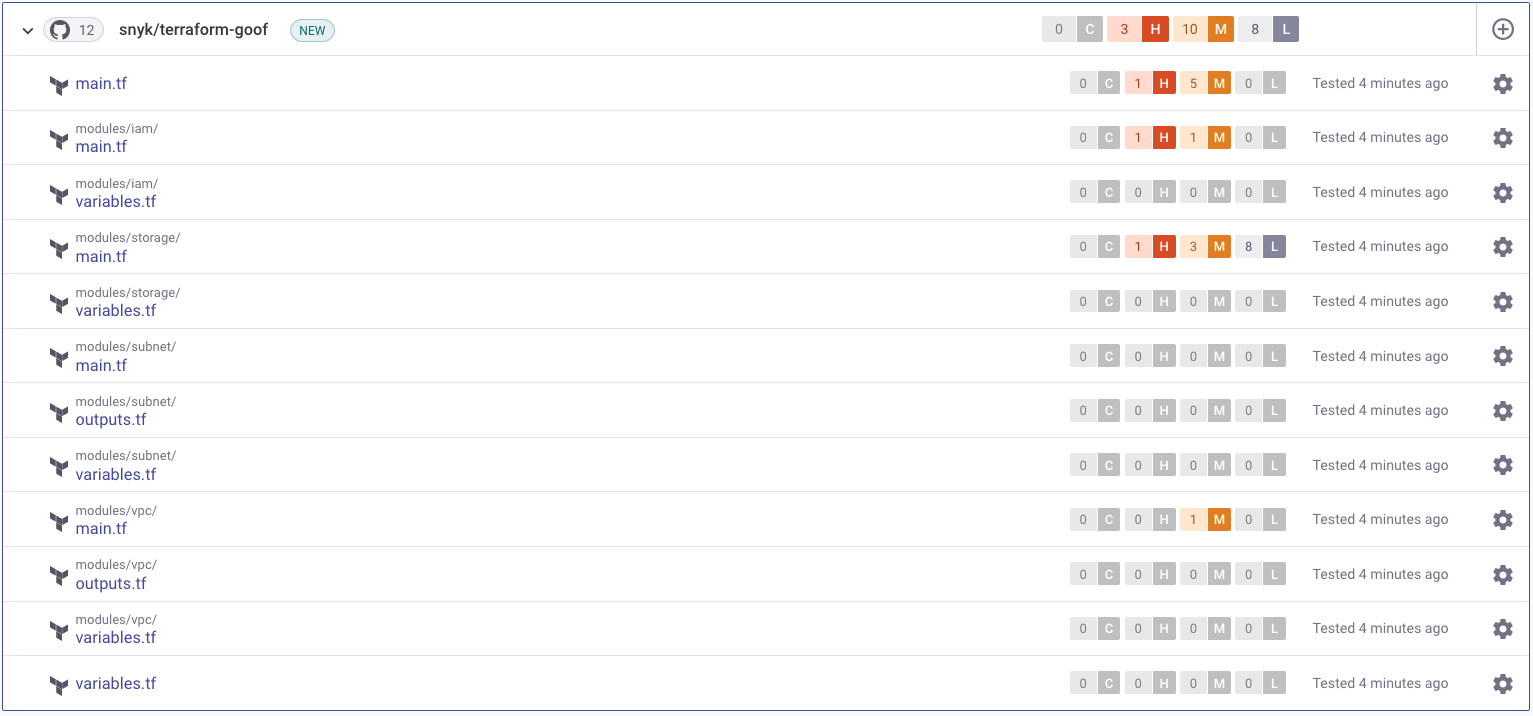 12 snyk/terraform-goof NEW 0 C 3 H 10 M 8 L
main.tf 0 C 1 H 5 M 0 L Tested 4 minutes ago
modules/iam/
main.tf 0 C 1 H 1 M 0 L Tested 4 minutes ago
modules/iam/
variables.tf 0 C 0 H 0 M 0 L Tested 4 minutes ago
modules/storage/
main.tf 0 C 1 H 3 M 8 L Tested 4 minutes ago
modules/storage/
variables.tf 0 C 0 H 0 M 0 L Tested 4 minutes ago
modules/subnet/
main.tf 0 C 0 H 0 M 0 L Tested 4 minutes ago
modules/subnet/
outputs.tf 0 C 0 H 0 M 0 L Tested 4 minutes ago
modules/subnet/
variables.tf 0 C 0 H 0 M 0 L Tested 4 minutes ago
modules/vpc/
main.tf 0 C 0 H 1 M 0 L Tested 4 minutes ago
modules/vpc/
outputs.tf 0 C 0 H 0 M 0 L Tested 4 minutes ago
modules/vpc/
variables.tf 0 C 0 H 0 M 0 L Tested 4 minutes ago
variables.tf 0 C 0 H 0 M 0 L Tested 4 minutes ago